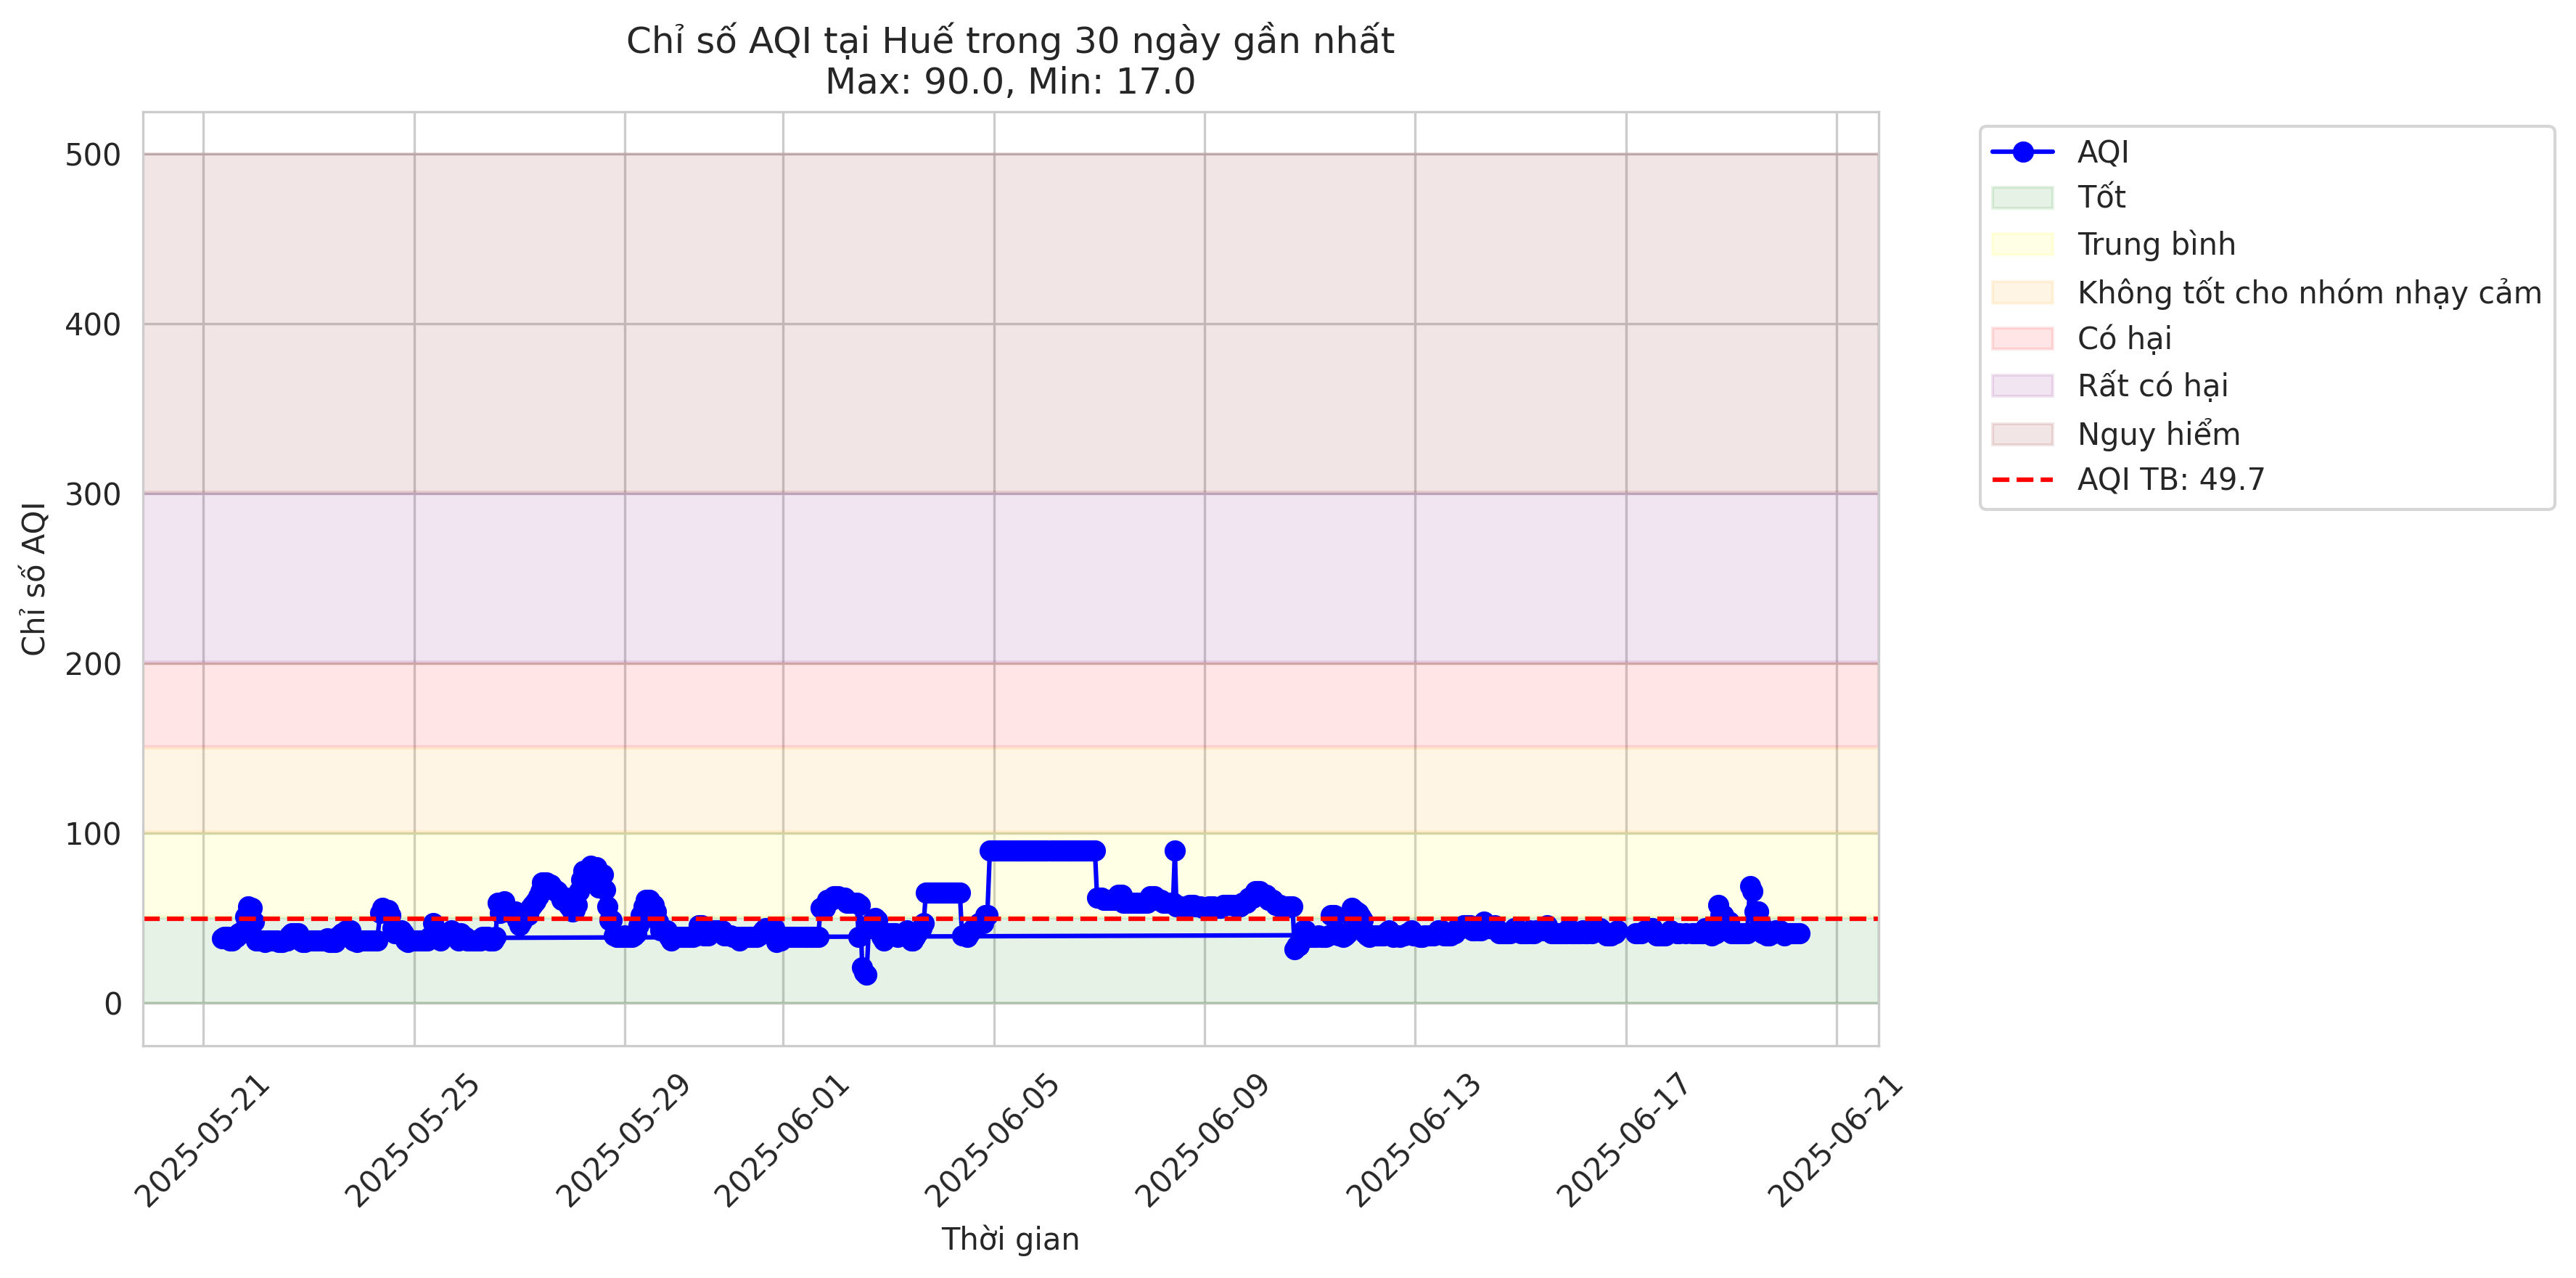 Chỉ số AQI tại Huế trong 30 ngày gần nhất
Max: 90.0, Min: 17.0
Chỉ số AQI
500
400
300
200
100
0
2025-05-21
2025-05-25
2025-05-29
2025-06-01
2025-06-05
2025-06-09
2025-06-13
2025-06-17
2025-06-21
Thời gian
AQI
Tốt
Trung bình
Không tốt cho nhóm nhạy cảm
Có hại
Rất có hại
Nguy hiểm
AQI TB: 49.7